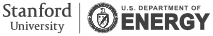 Stanford
University
U.S. DEPARTMENT OF
ENERGY